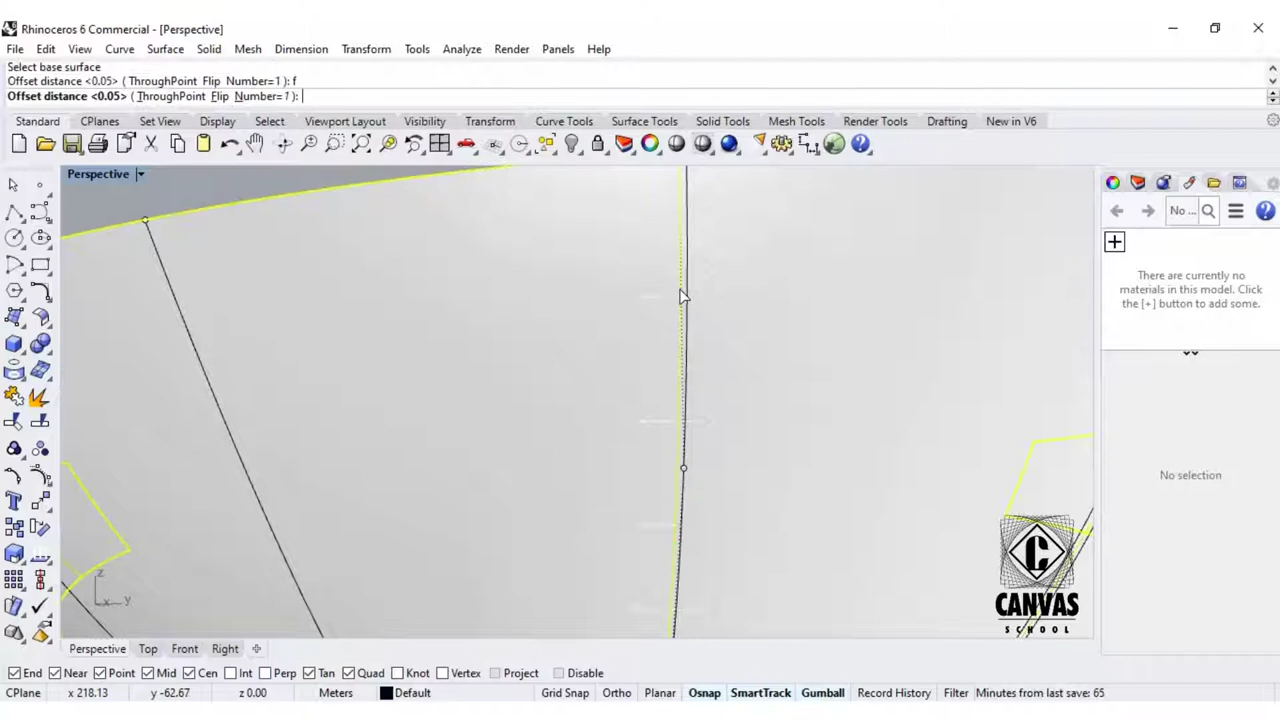 Rhinoceros 6 Commercial - [Perspective]
File Edit View Curve Surface Solid Mesh Dimension Transform Tools Analyze Render Panels Help
Select base surface
Offset distance <0.05> ( ThroughPoint Flip Number=1 ): f
Offset distance <0.05> ( ThroughPoint Flip Number=1 ):
Standard CPlanes Set View Display Select Viewport Layout Visibility Transform Curve Tools Surface Tools Solid Tools Mesh Tools Render Tools Drafting New in V6
Perspective
No ...
There are currently no
materials in this model. Click
the [+] button to add some.
No selection
z
x y
C
CANVAS
SCHOOL
Perspective Top Front Right
End Near Point Mid Cen Int Perp Tan Quad Knot Vertex Project Disable
CPlane x 218.13 y -62.67 z 0.00 Meters Default Grid Snap Ortho Planar Osnap SmartTrack Gumball Record History Filter Minutes from last save: 65